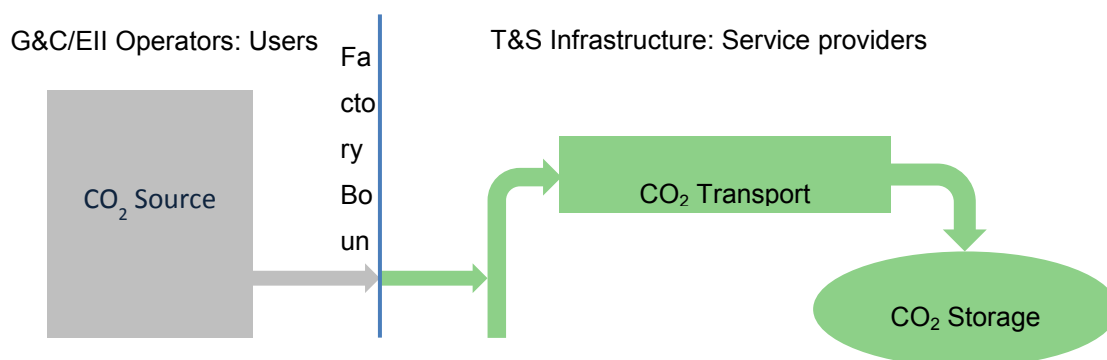 G&C/EII Operators: Users
T&S Infrastructure: Service providers
Fa
cto
ry
Bo
un
CO₂ Source
CO₂ Transport
CO₂ Storage